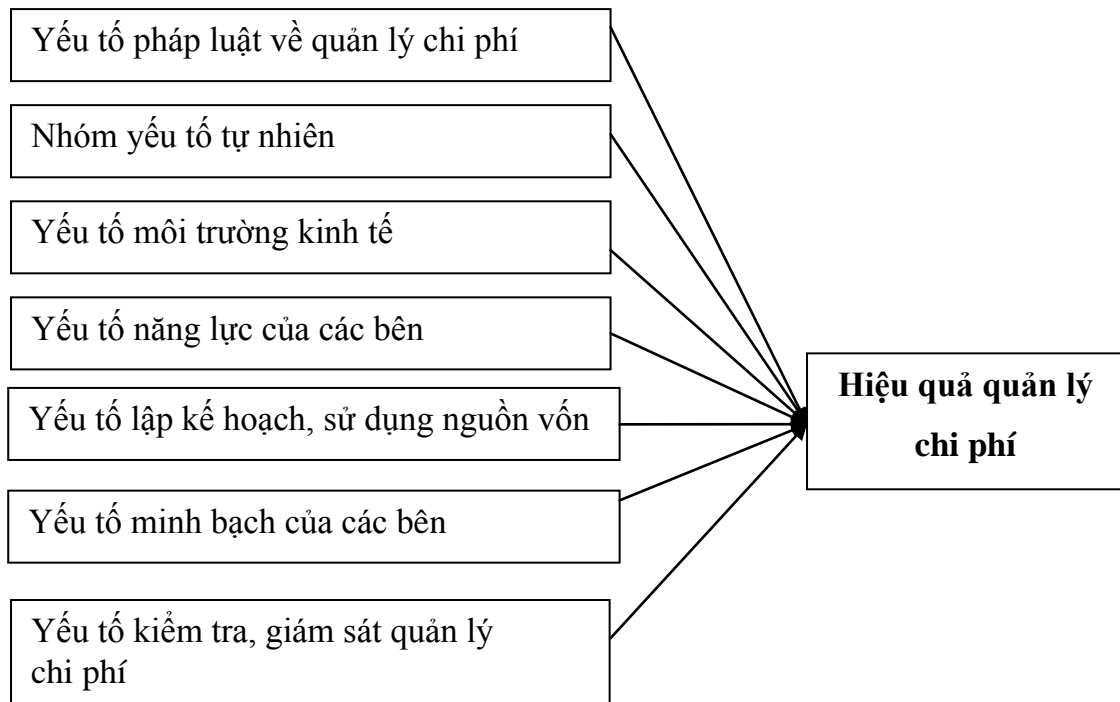 Yếu tố pháp luật về quản lý chi phí
Nhóm yếu tố tự nhiên
Yếu tố môi trường kinh tế
Yếu tố năng lực của các bên
Yếu tố lập kế hoạch, sử dụng nguồn vốn
Yếu tố minh bạch của các bên
Yếu tố kiểm tra, giám sát quản lý
chi phí
Hiệu quả quản lý
chi phí